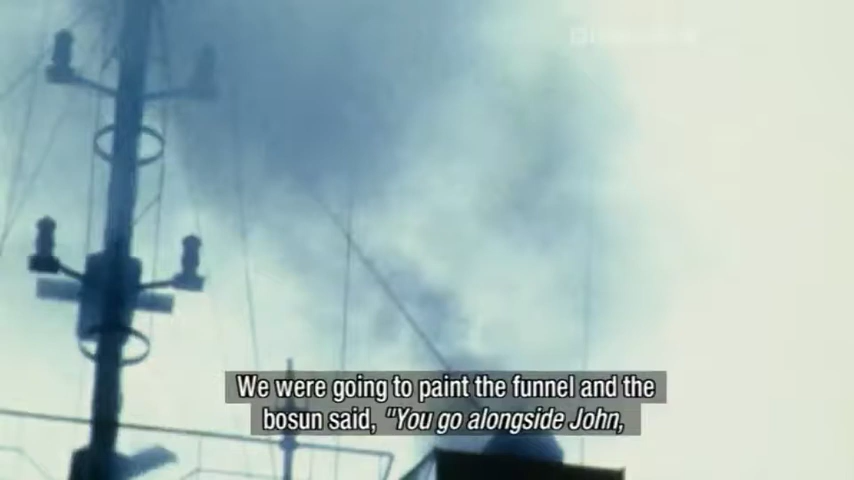 We were going to paint the funnel and the
bosun said, "You go alongside John,